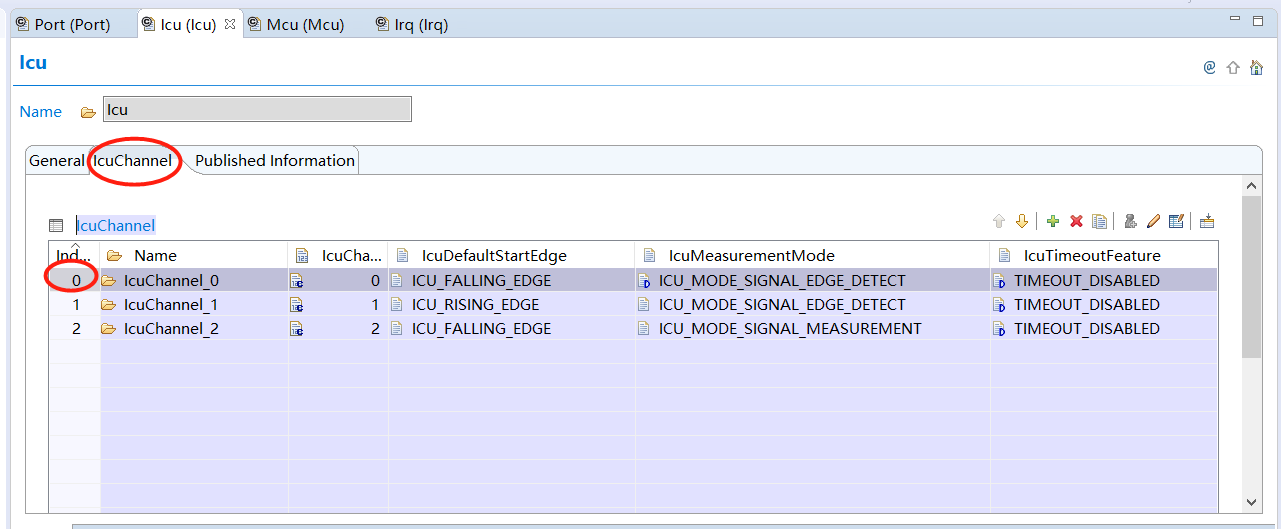 Port (Port) Icu (Icu) Mcu (Mcu) Irq (Irq)
Icu
Name Icu
General IcuChannel Published Information
IcuChannel
Ind... Name IcuCha... IcuDefaultStartEdge IcuMeasurementMode IcuTimeoutFeature
0 IcuChannel_0 0 ICU_FALLING_EDGE ICU_MODE_SIGNAL_EDGE_DETECT TIMEOUT_DISABLED
1 IcuChannel_1 1 ICU_RISING_EDGE ICU_MODE_SIGNAL_EDGE_DETECT TIMEOUT_DISABLED
2 IcuChannel_2 2 ICU_FALLING_EDGE ICU_MODE_SIGNAL_MEASUREMENT TIMEOUT_DISABLED